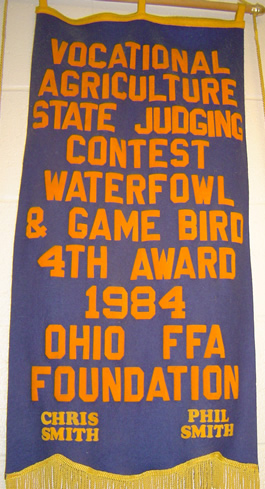 VOCATIONAL
AGRICULTURE
STATE JUDGING
CONTEST
WATERFOWL
& GAME BIRD
4TH AWARD
1984
OHIO FFA
FOUNDATION
CHRIS SMITH
PHIL SMITH